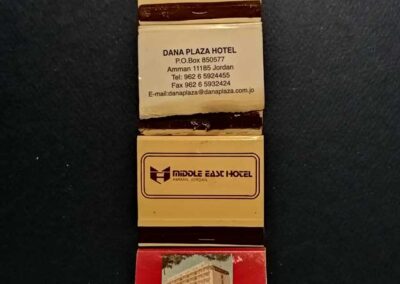 DANA PLAZA HOTEL
P.O.Box 850577
Amman 11185 Jordan
Tel: 962 6 5924455
Fax 962 6 5932424
E-mail:danaplaza@danaplaza.com.jo
MIDDLE EAST HOTEL
AMMAN, JORDAN